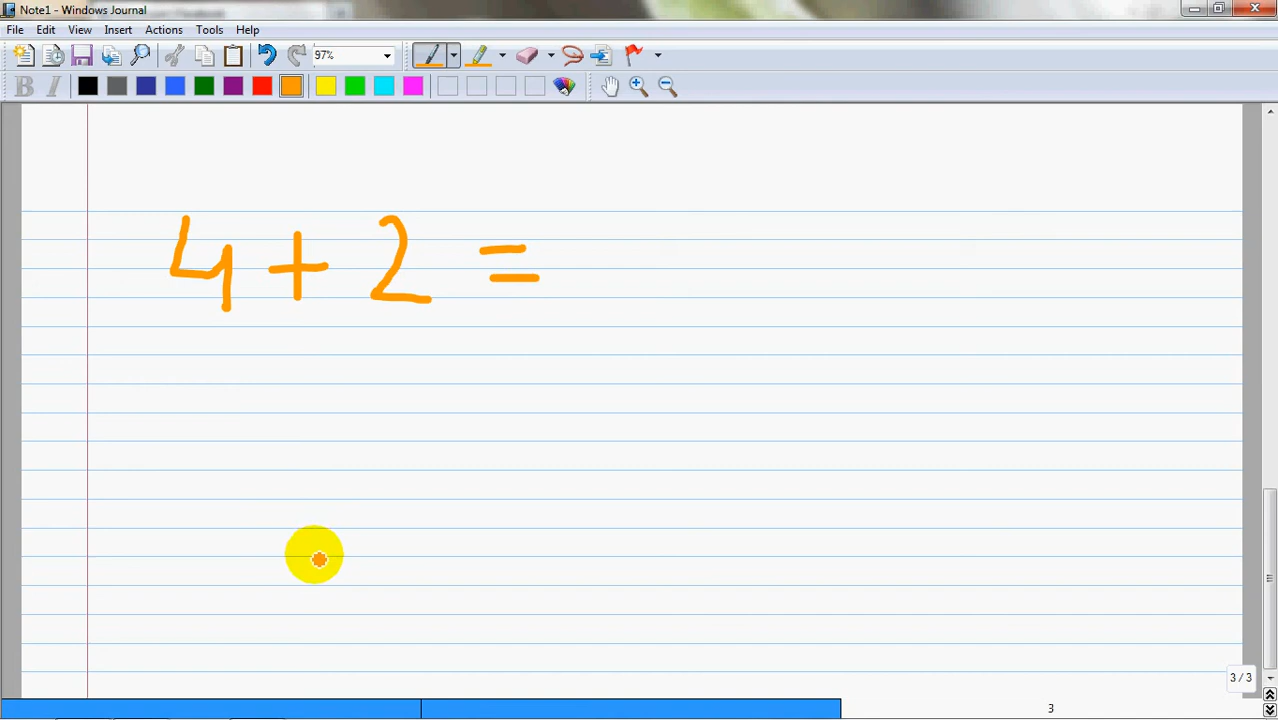 Note1 - Windows Journal
File Edit View Insert Actions Tools Help
97%
B I
4 + 2 =
3 / 3
3